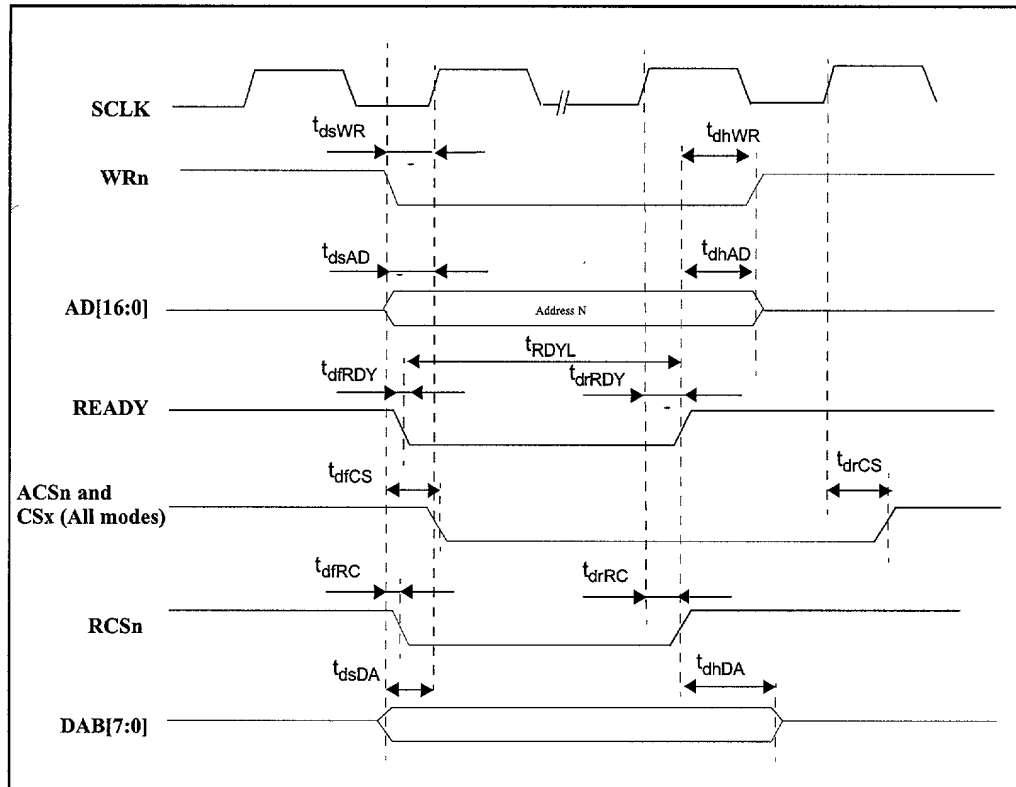 SCLK
t_dsWR
t_dhWR
WRn
t_dsAD
t_dhAD
AD[16:0]
Address N
t_RDYL
t_dfRDY
t_drRDY
READY
t_dfCS
t_drCS
ACSn and
CSx (All modes)
t_dfRC
t_drRC
RCSn
t_dsDA
t_dhDA
DAB[7:0]